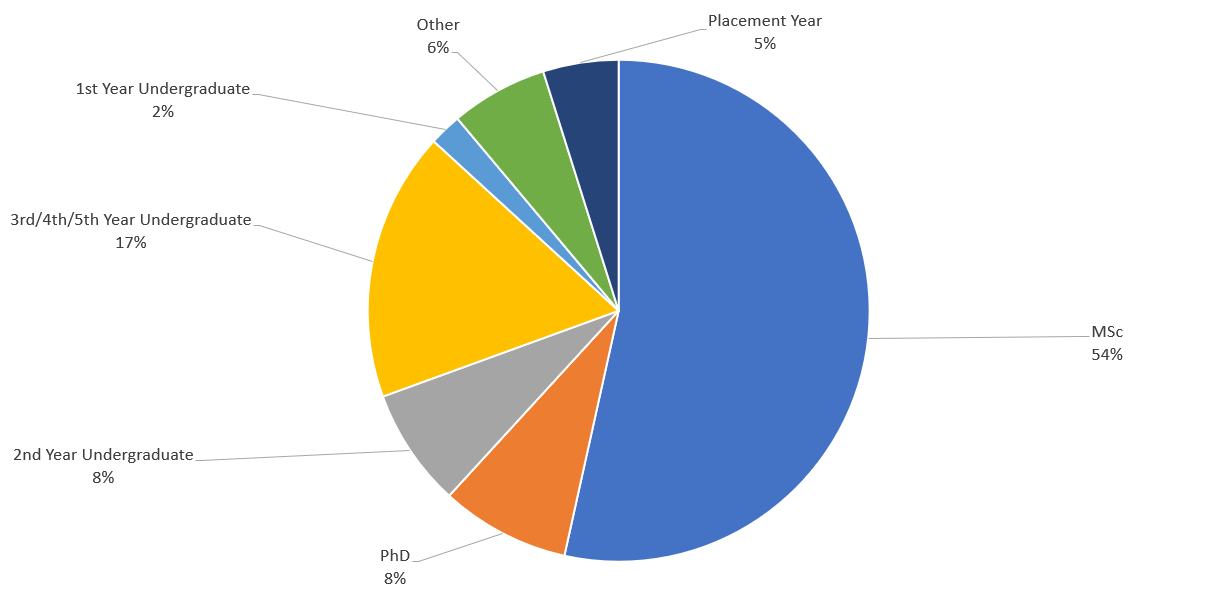 Placement Year
5%
Other
6%
1st Year Undergraduate
2%
3rd/4th/5th Year Undergraduate
17%
MSc
54%
2nd Year Undergraduate
8%
PhD
8%